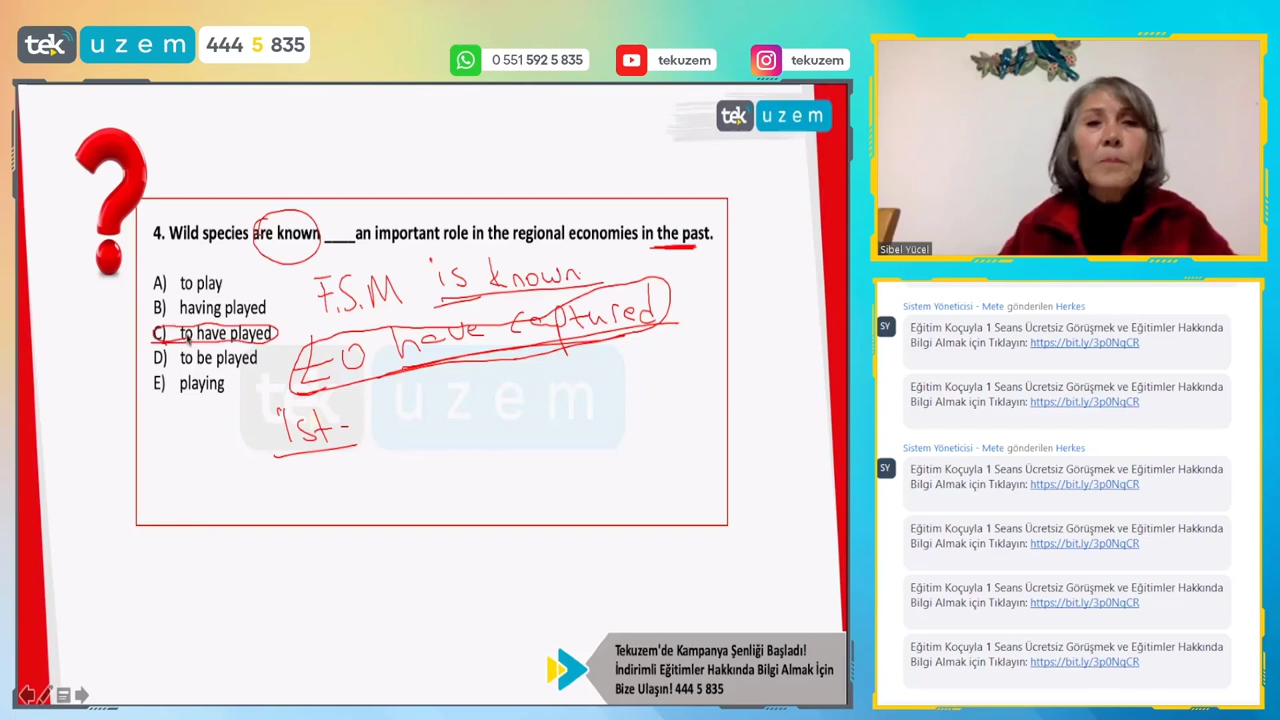 tek uzem 444 5 835
0 551 592 5 835
tekuzem
tekuzem
tek uzem
4. Wild species are known ____an important role in the regional economies in the past.
A) to play
B) having played
C) to have played
D) to be played
E) playing
F.S.M is known
to have captured
İst-
tek uzem
Tekuzem'de Kampanya Şenliği Başladı!
İndirimli Eğitimler Hakkında Bilgi Almak İçin
Bize Ulaşın! 444 5 835
Sibel Yücel
Sistem Yöneticisi - Mete gönderilen Herkes
SY
Eğitim Koçuyla 1 Seans Ücretsiz Görüşmek ve Eğitimler Hakkında
Bilgi Almak için Tıklayın: https://bit.ly/3p0NqCR
Eğitim Koçuyla 1 Seans Ücretsiz Görüşmek ve Eğitimler Hakkında
Bilgi Almak için Tıklayın: https://bit.ly/3p0NqCR
Sistem Yöneticisi - Mete gönderilen Herkes
SY
Eğitim Koçuyla 1 Seans Ücretsiz Görüşmek ve Eğitimler Hakkında
Bilgi Almak için Tıklayın: https://bit.ly/3p0NqCR
Eğitim Koçuyla 1 Seans Ücretsiz Görüşmek ve Eğitimler Hakkında
Bilgi Almak için Tıklayın: https://bit.ly/3p0NqCR
Eğitim Koçuyla 1 Seans Ücretsiz Görüşmek ve Eğitimler Hakkında
Bilgi Almak için Tıklayın: https://bit.ly/3p0NqCR
Eğitim Koçuyla 1 Seans Ücretsiz Görüşmek ve Eğitimler Hakkında
Bilgi Almak için Tıklayın: https://bit.ly/3p0NqCR